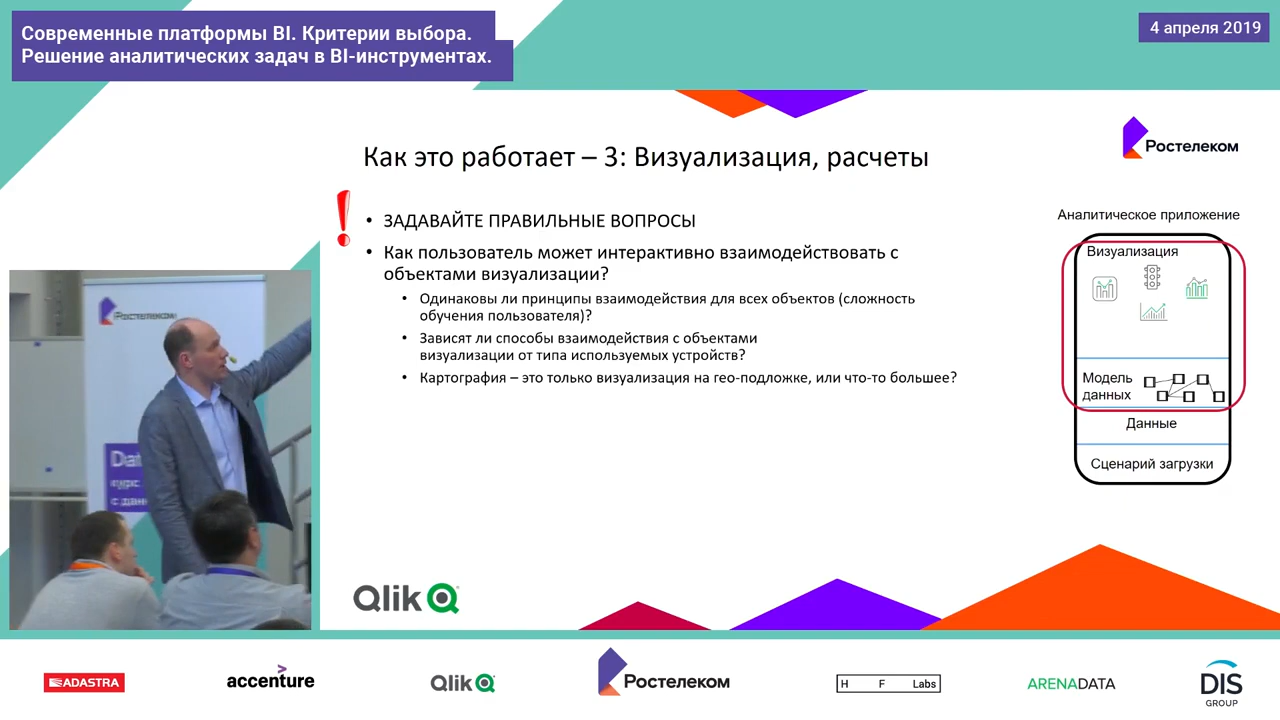 Современные платформы BI. Критерии выбора.
Решение аналитических задач в BI-инструментах.
4 апреля 2019
Ростелеком
Как это работает – 3: Визуализация, расчеты
• ЗАДАВАЙТЕ ПРАВИЛЬНЫЕ ВОПРОСЫ
• Как пользователь может интерактивно взаимодействовать с
объектами визуализации?
• Одинаковы ли принципы взаимодействия для всех объектов (сложность
обучения пользователя)?
• Зависят ли способы взаимодействия с объектами
визуализации от типа используемых устройств?
• Картография – это только визуализация на гео-подложке, или что-то большее?
Аналитическое приложение
Визуализация
Модель
данных
Данные
Сценарий загрузки
Ростелеком
Dat
курс
с данн
Qlik
ADASTRA
accenture
Qlik
Ростелеком
H F Labs
ARENADATA
DIS
GROUP